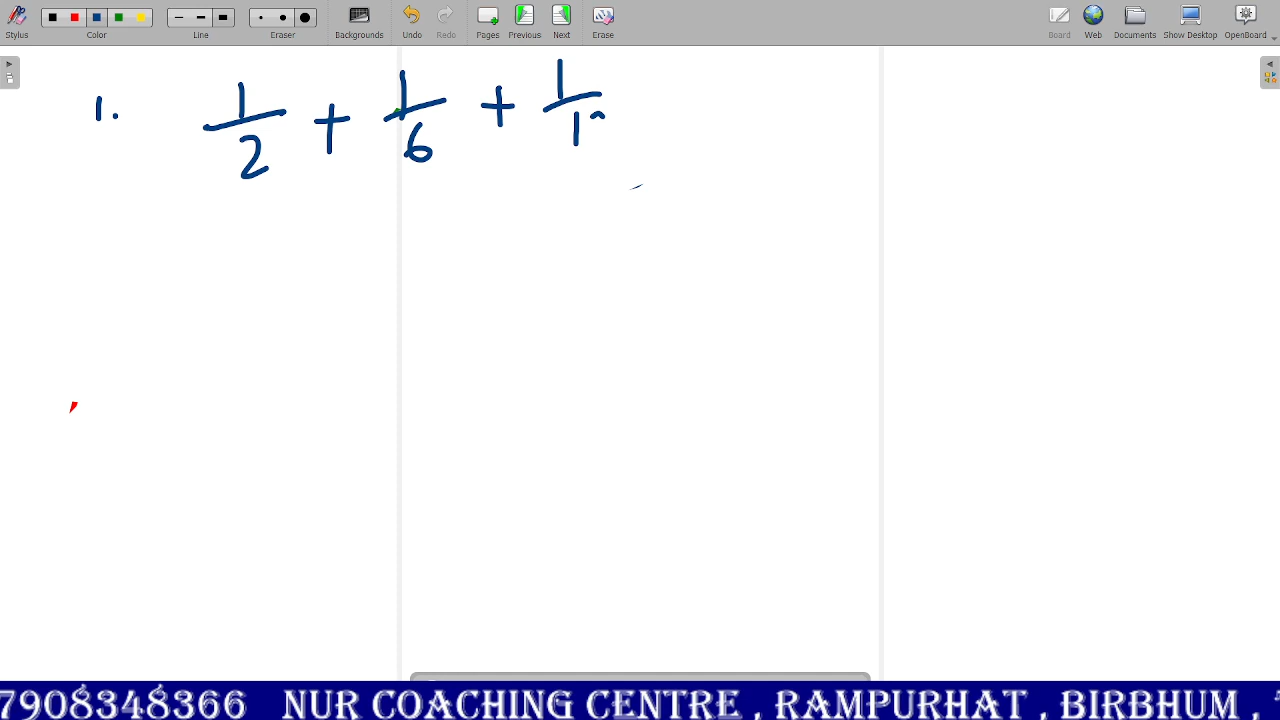 Stylus Color Line Eraser Backgrounds Undo Redo Pages Previous Next Erase Board Web Documents Show Desktop OpenBoard
1. 1/2 + 1/6 + 1/1
7908348366 NUR COACHING CENTRE , RAMPURHAT , BIRBHUM ,